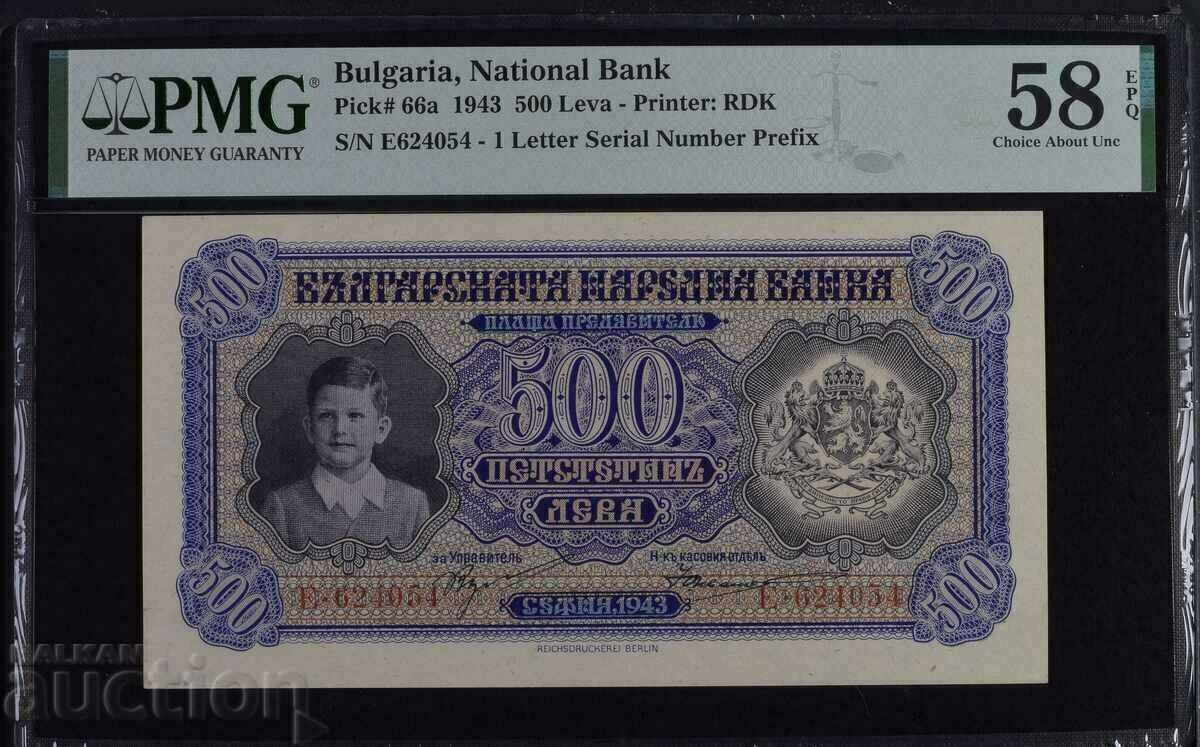 PMG®
PAPER MONEY GUARANTY
Bulgaria, National Bank
Pick# 66a 1943 500 Leva - Printer: RDK
S/N E624054 - 1 Letter Serial Number Prefix
58 EPQ
Choice About Unc
500 500
БЪЛГАРСКАТА НАРОДНА БАНКА
ПЛАЩА ПРЕДЯВИТЕЛЮ
500
ПЕТСТОТИНЪ
ЛЕВА
за Управитель Н-къ касовия отдѣлъ
E·624054 E·624054
500 СОФИЯ, 1943 500
REICHSDRUCKEREI BERLIN
BALKAN
auction